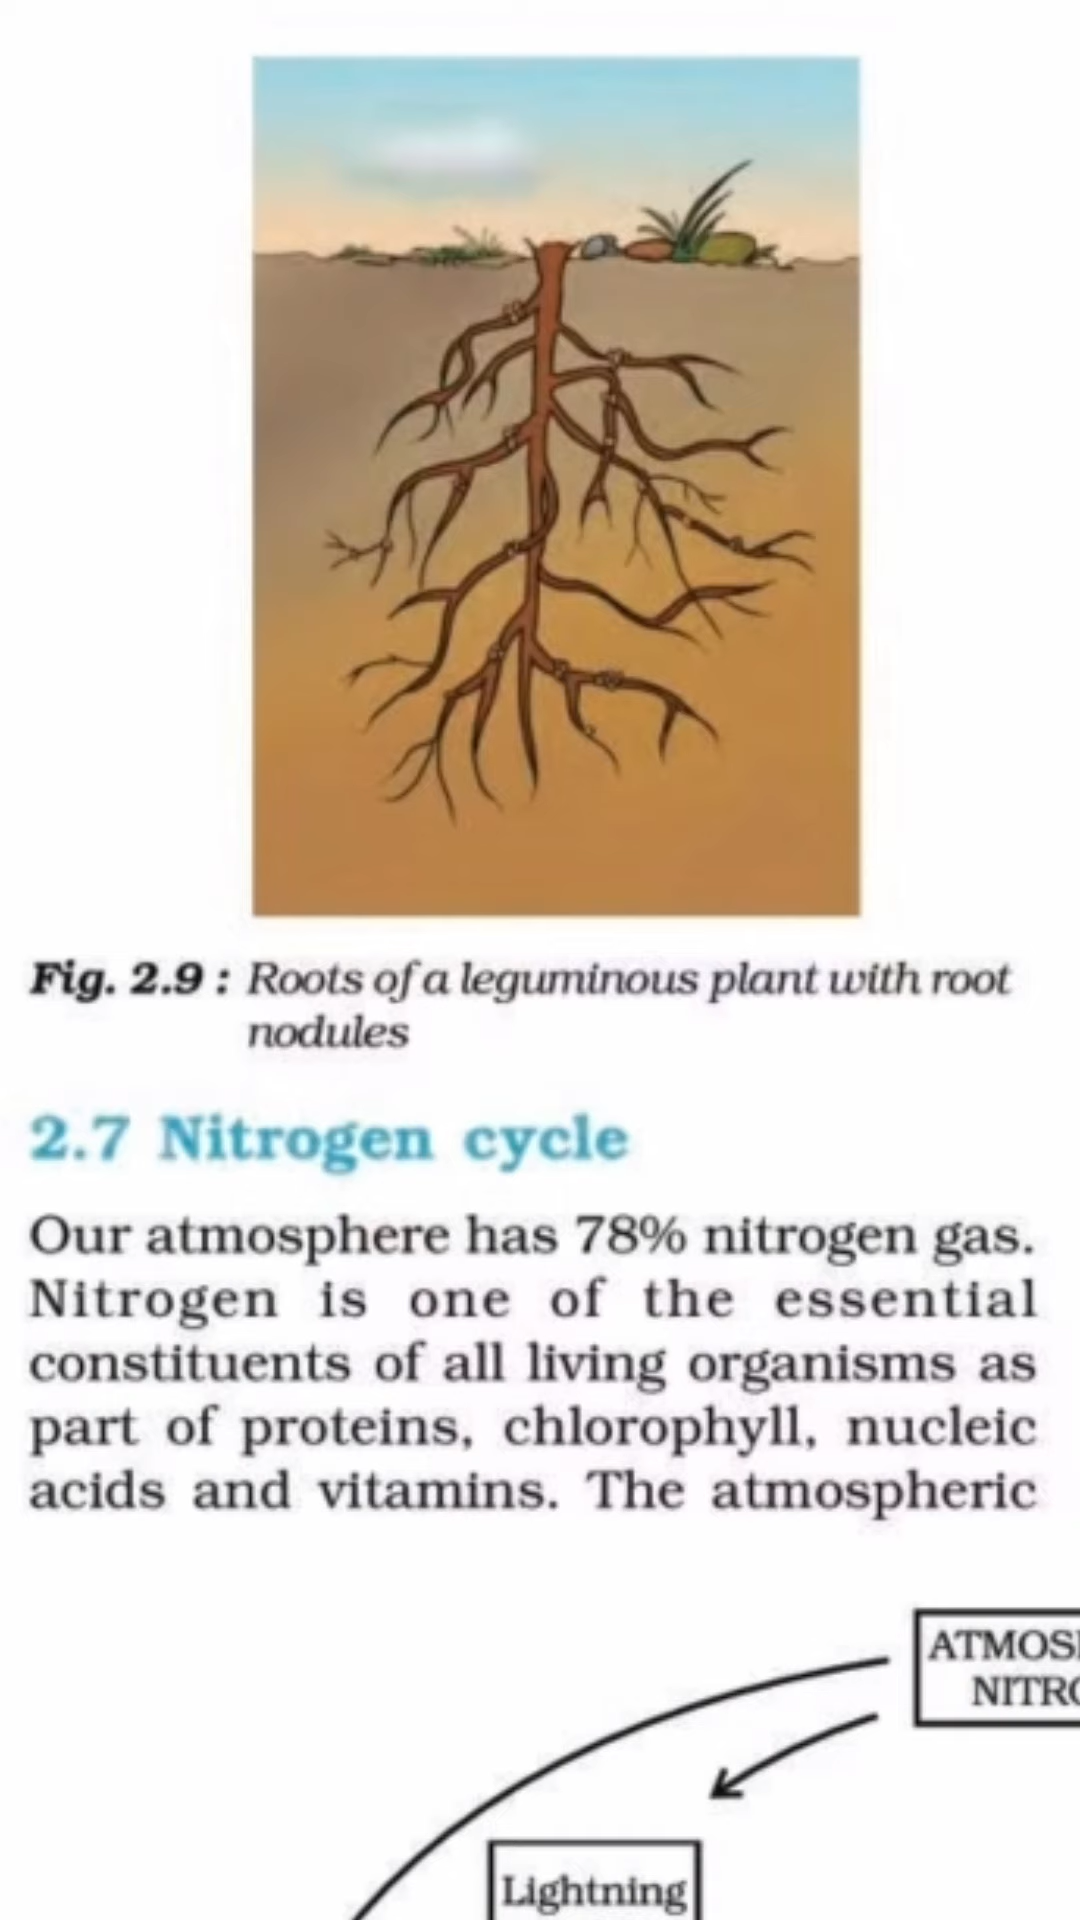 Fig. 2.9 : Roots of a leguminous plant with root
nodules
2.7 Nitrogen cycle
Our atmosphere has 78% nitrogen gas.
Nitrogen is one of the essential
constituents of all living organisms as
part of proteins, chlorophyll, nucleic
acids and vitamins. The atmospheric
Lightning